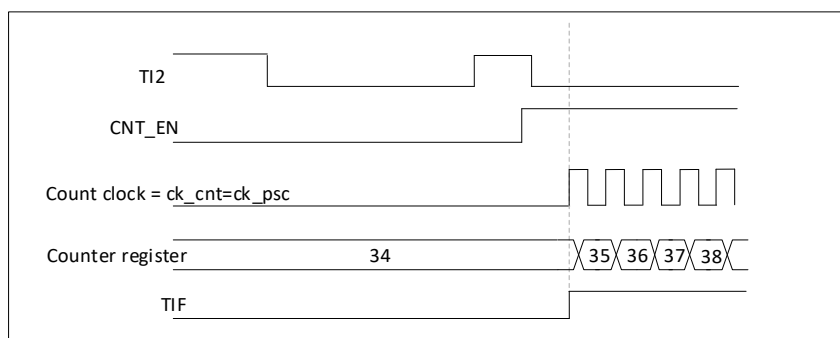 TI2
CNT_EN
Count clock = ck_cnt=ck_psc
Counter register 34 35 36 37 38
TIF